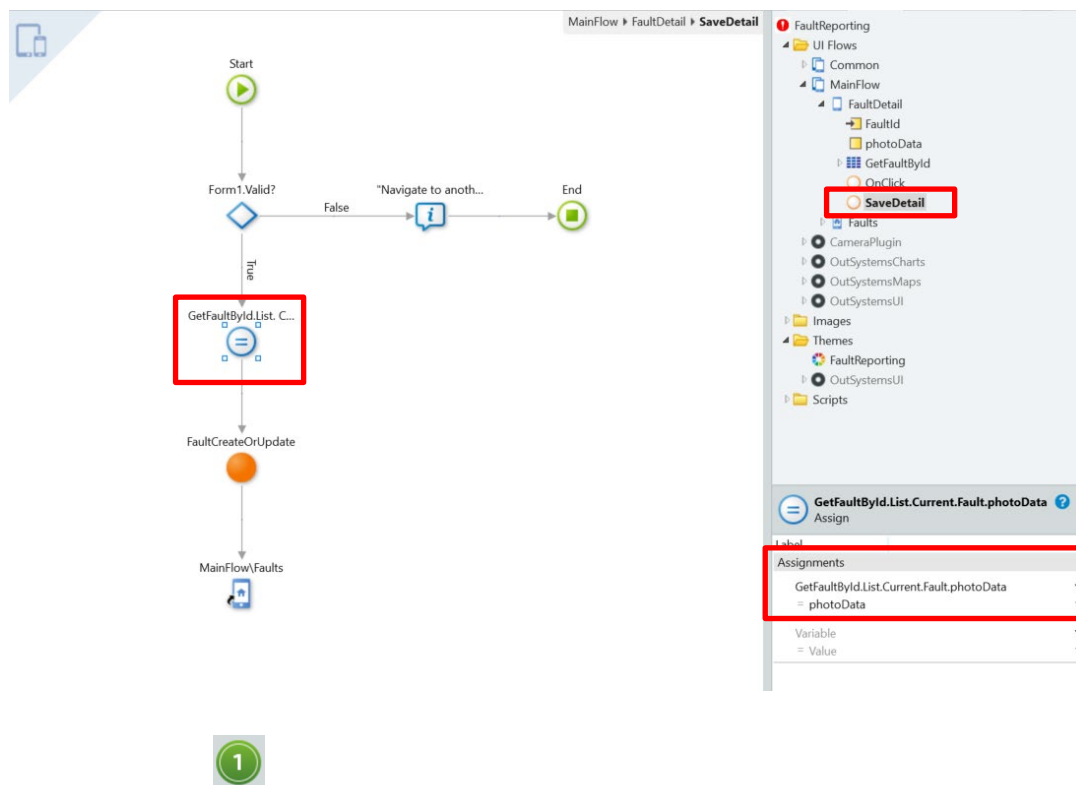 MainFlow ▸ FaultDetail ▸ SaveDetail
Start
Form1.Valid?
False
"Navigate to anoth...
End
True
GetFaultById.List. C...
FaultCreateOrUpdate
MainFlow\Faults
FaultReporting
UI Flows
Common
MainFlow
FaultDetail
FaultId
photoData
GetFaultById
OnClick
SaveDetail
Faults
CameraPlugin
OutSystemsCharts
OutSystemsMaps
OutSystemsUI
Images
Themes
FaultReporting
OutSystemsUI
Scripts
GetFaultById.List.Current.Fault.photoData
Assign
Label
Assignments
GetFaultById.List.Current.Fault.photoData
= photoData
Variable
= Value
1